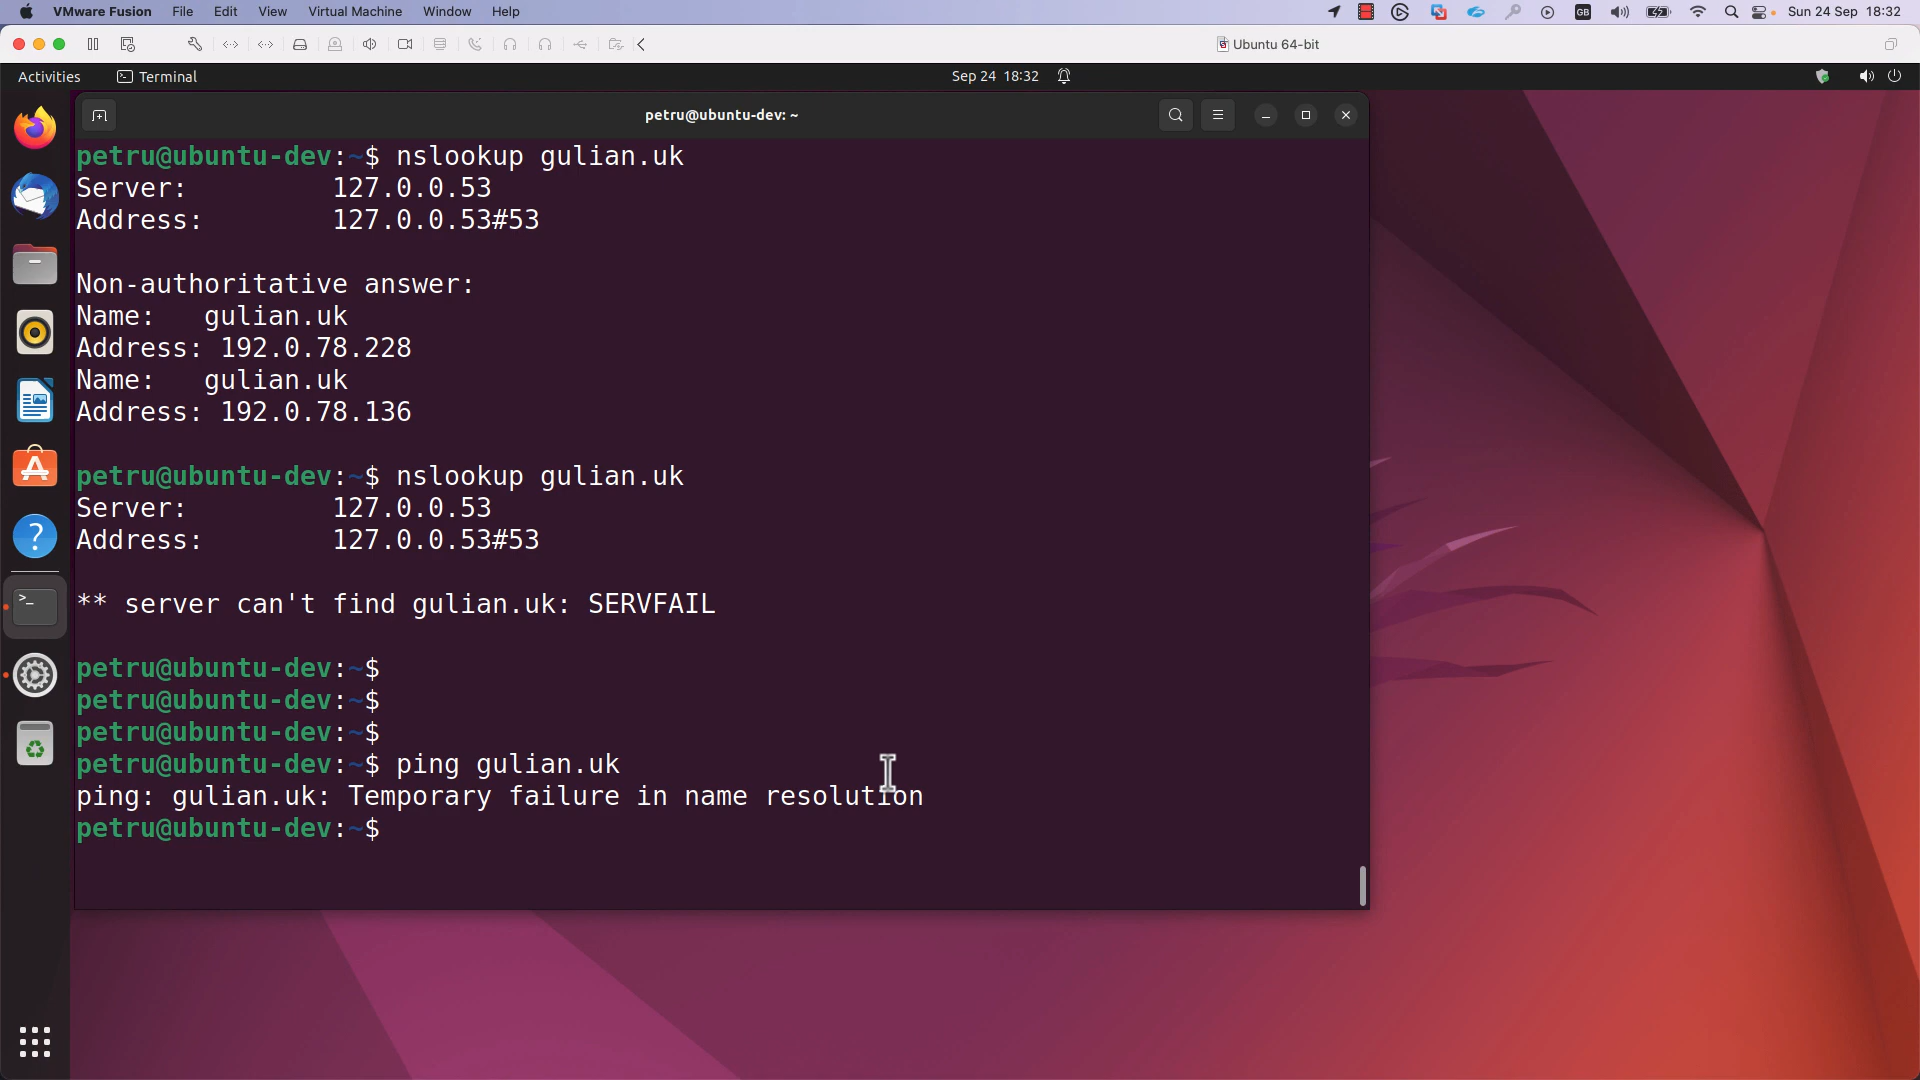 VMware Fusion File Edit View Virtual Machine Window Help GB Sun 24 Sep 18:32
Ubuntu 64-bit
Activities Terminal Sep 24 18:32
petru@ubuntu-dev: ~
petru@ubuntu-dev:~$ nslookup gulian.uk
Server: 127.0.0.53
Address: 127.0.0.53#53
Non-authoritative answer:
Name: gulian.uk
Address: 192.0.78.228
Name: gulian.uk
Address: 192.0.78.136
petru@ubuntu-dev:~$ nslookup gulian.uk
Server: 127.0.0.53
Address: 127.0.0.53#53
** server can't find gulian.uk: SERVFAIL
petru@ubuntu-dev:~$
petru@ubuntu-dev:~$
petru@ubuntu-dev:~$
petru@ubuntu-dev:~$ ping gulian.uk
ping: gulian.uk: Temporary failure in name resolution
petru@ubuntu-dev:~$